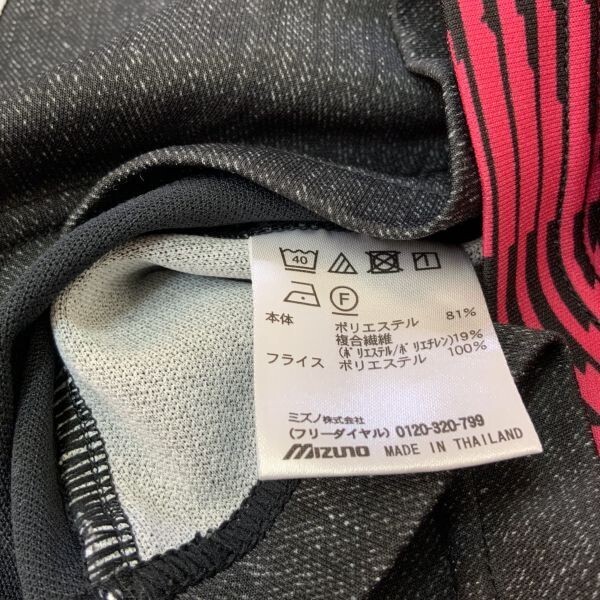 40
F
本体 ポリエステル 81%
複合繊維 19%
(ポリエステル/ポリエチレン)
フライス ポリエステル 100%
ミズノ株式会社
(フリーダイヤル) 0120-320-799
Mizuno MADE IN THAILAND